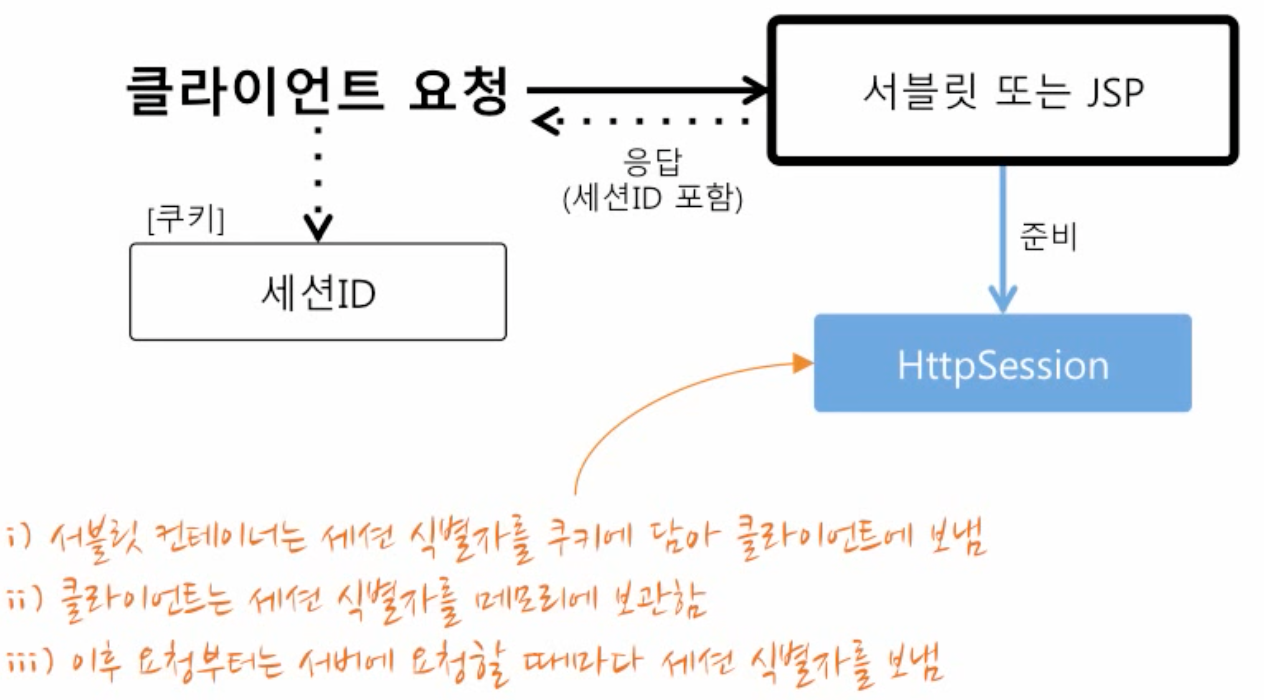 클라이언트 요청
서블릿 또는 JSP
응답
(세션ID 포함)
[쿠키]
세션ID
준비
HttpSession
i) 서블릿 컨테이너는 세션 식별자를 쿠키에 담아 클라이언트에 보냄
ii) 클라이언트는 세션 식별자를 메모리에 보관함
iii) 이후 요청부터는 서버에 요청할 때마다 세션 식별자를 보냄